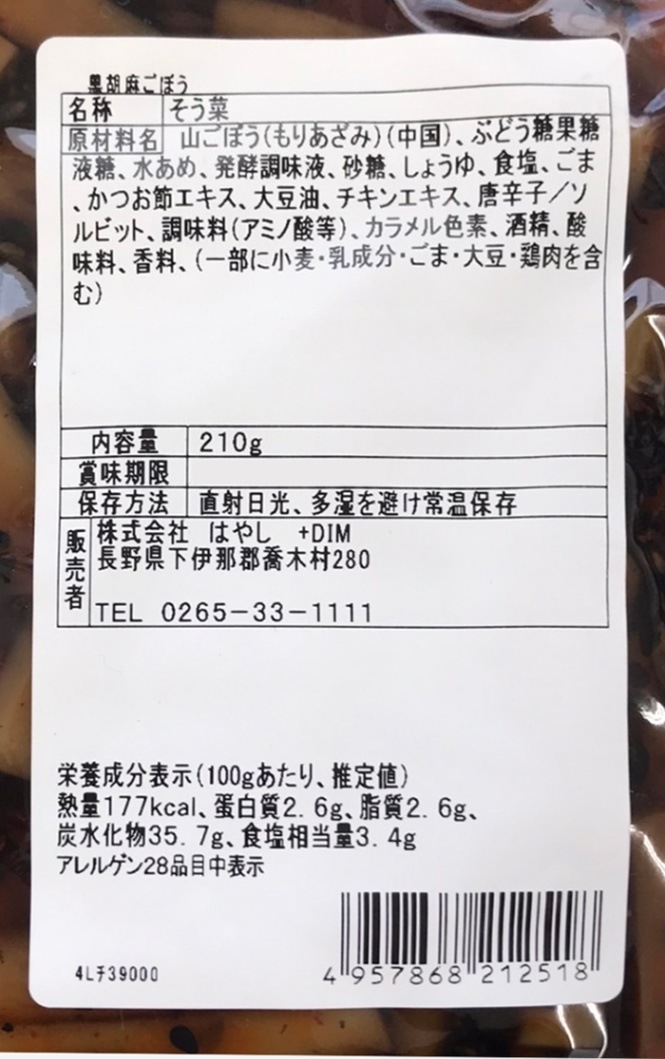 黒胡麻ごぼう
名称 そう菜
原材料名 山ごぼう(もりあざみ)(中国)、ぶどう糖果糖
液糖、水あめ、発酵調味液、砂糖、しょうゆ、食塩、ごま
、かつお節エキス、大豆油、チキンエキス、唐辛子/ソ
ルビット、調味料(アミノ酸等)、カラメル色素、酒精、酸
味料、香料、(一部に小麦・乳成分・ごま・大豆・鶏肉を含
む)
内容量 210g
賞味期限
保存方法 直射日光、多湿を避け常温保存
販売者 株式会社 はやし +DIM
長野県下伊那郡喬木村280
TEL 0265-33-1111
栄養成分表示(100gあたり、推定値)
熱量177kcal、蛋白質2.6g、脂質2.6g、
炭水化物35.7g、食塩相当量3.4g
アレルゲン28品目中表示
4Lﾃ39000
4957868212518